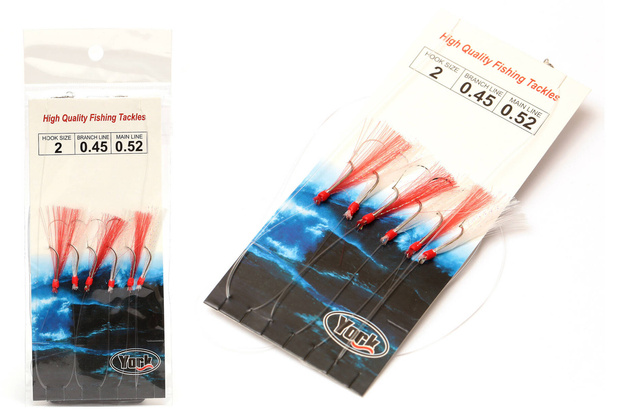 High Quality Fishing Tackles
HOOK SIZE BRANCH LINE MAIN LINE
2 0.45 0.52
York
High Quality Fishing Tackles
HOOK SIZE BRANCH LINE MAIN LINE
2 0.45 0.52
York